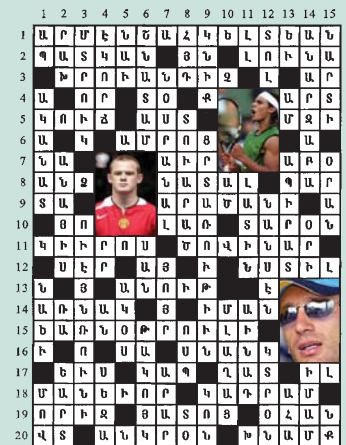 1 2 3 4 5 6 7 8 9 10 11 12 13 14 15
1 Ա Ր Մ Է Ն Շ Ա Հ Կ Ե Լ Տ Ե Ա Ն
2 Պ Ա Տ Կ Ա Ն Յ Ն Լ Ո Ւ Ն Ա
3 Խ Ր Ո Ւ Ա Ն Դ Ի Զ Լ Ա Ր
4 Ա Ո Ր Տ Օ Ք Ա Ր Տ
5 Կ Ո Ւ Ճ Ա Ս Տ Մ Զ Ւ
6 Ա Կ Ա Մ Ր Ո Ց Ա
7 Ն Ա Ա Ւ Ր Ա Բ Օ
8 Ա Ն Զ Ն Ա Տ Ա Լ Պ Ա Ր
9 Տ Ա Ա Ր Ա Մ Ա Ն Ի Ա
10 Յ Ո Լ Ա Ռ Տ Ա Ր Օ Ն
11 Կ Ի Ւ Ր Ո Ս Ծ Ո Վ Ի Ն Ա Ր
12 Ս Է Ր Ա Յ Ի Ն Ս Տ Ի Լ
13 Ն Յ Ա Ն Ո Ւ Թ Է
14 Ա Ռ Ն Ա Կ Յ Ի Մ Ա Ն
15 Ե Ա Ռ Ն Օ Թ Ր Ո Ւ Լ Ի
16 Ի Ո Ս Ա Ս Ն Ա Ն Կ
17 Ե Ւ Ս Կ Ա Պ Ղ Ա Ս Ի Լ
18 Մ Ա Ն Ե Ւ Ո Ր Կ Ա Դ Ր Ա Մ
19 Ո Ր Ի Զ Յ Ա Տ Ո Յ Օ Հ Ա Ն
20 Վ Տ Ա Ն Կ Ր Օ Ն Խ Ն Ա Մ Ք